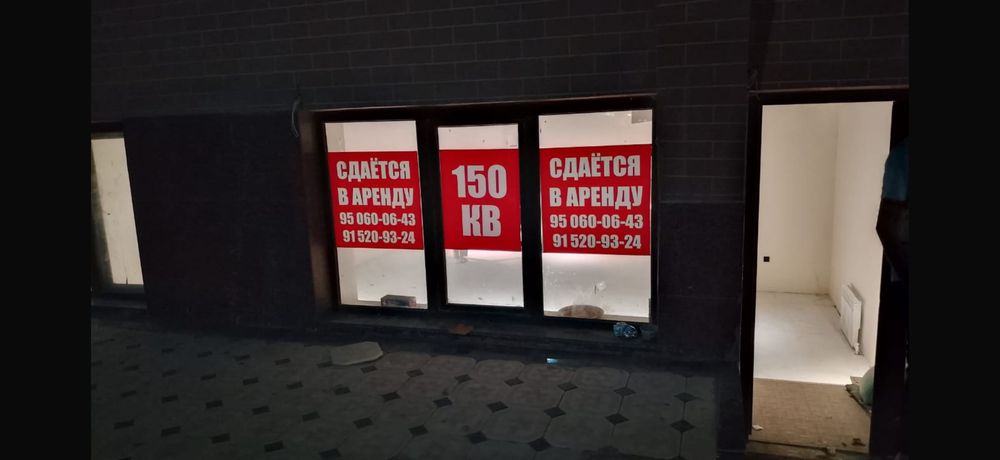 СДАЁТСЯ
В АРЕНДУ
95 060-06-43
91 520-93-24
150
КВ
СДАЁТСЯ
В АРЕНДУ
95 060-06-43
91 520-93-24